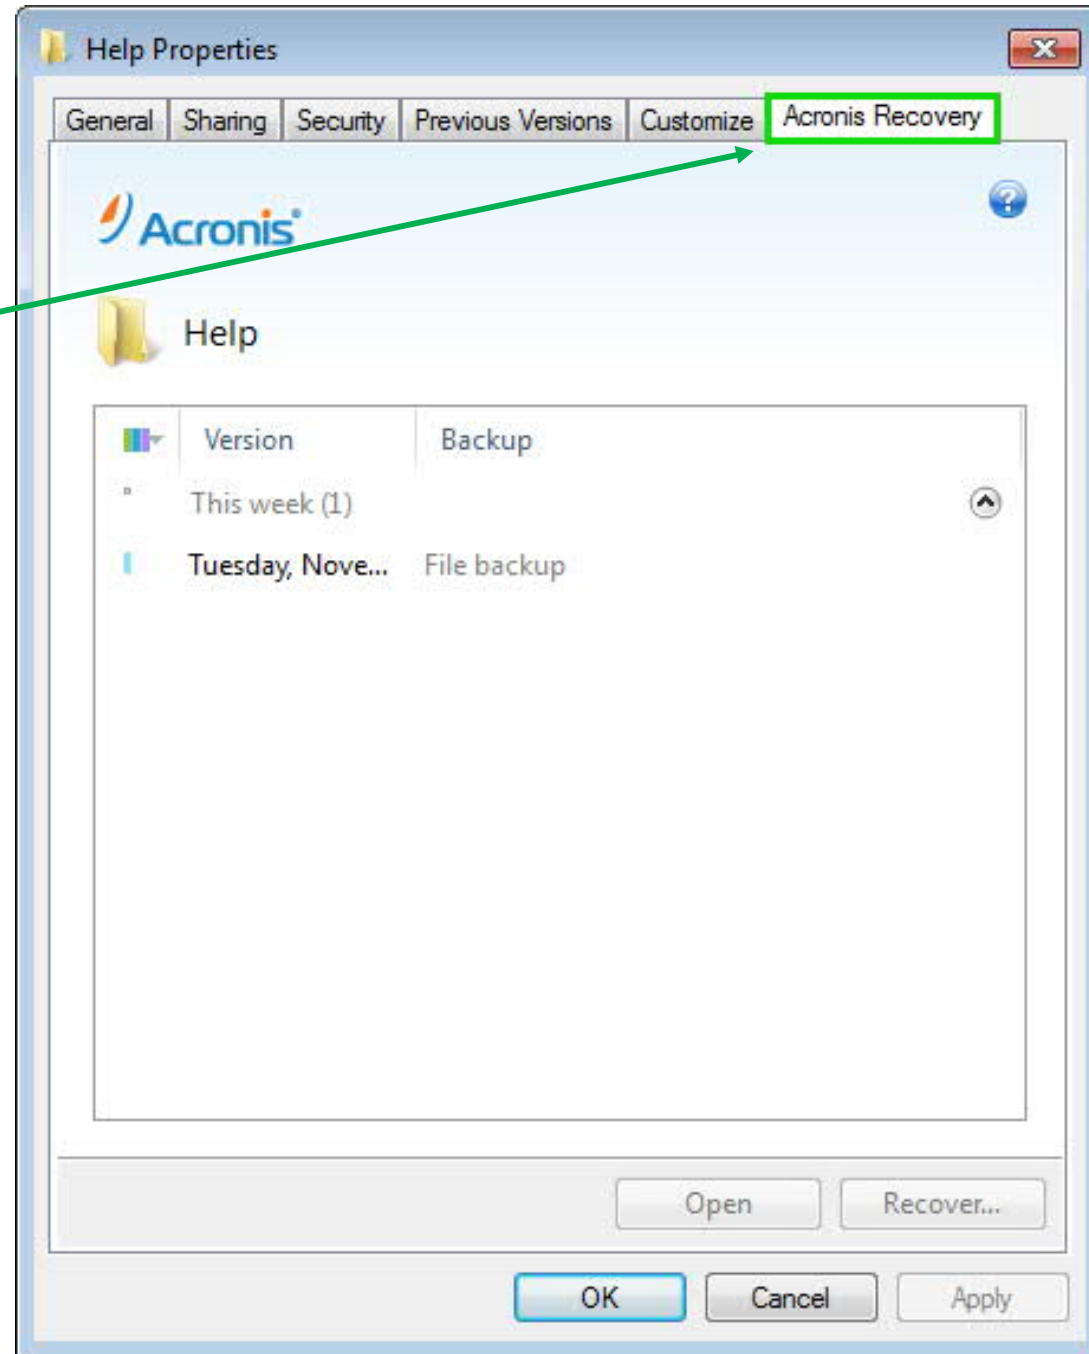 Help Properties
General Sharing Security Previous Versions Customize Acronis Recovery
Acronis®
Help
Version Backup
This week (1)
Tuesday, Nove... File backup
Open Recover...
OK Cancel Apply